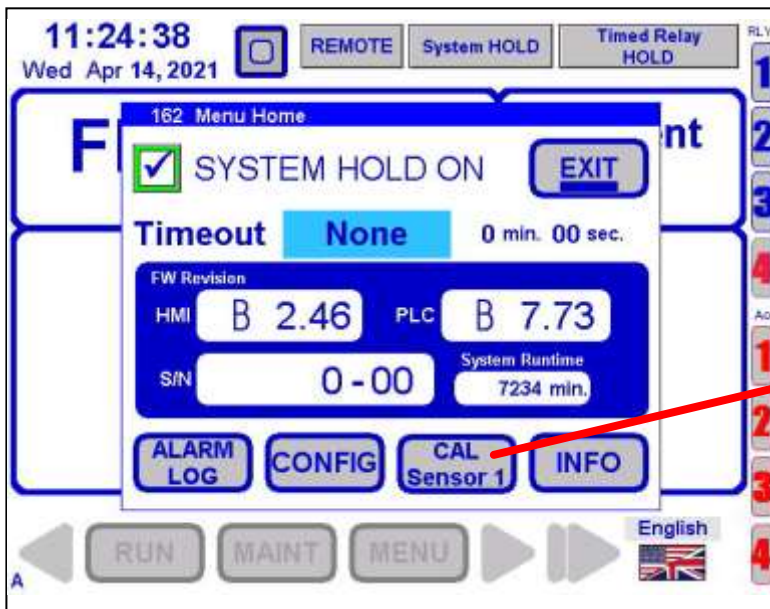 11:24:38
Wed Apr 14, 2021
REMOTE
System HOLD
Timed Relay
HOLD
RLY
162 Menu Home
F
nt
SYSTEM HOLD ON
EXIT
Timeout
None
0 min. 00 sec.
FW Revision
HMI
B 2.46
PLC
B 7.73
S/N
0-00
System Runtime
7234 min.
ALARM
LOG
CONFIG
CAL
Sensor 1
INFO
RUN
MAINT
MENU
English
A
1
2
3
4
1
2
3
4